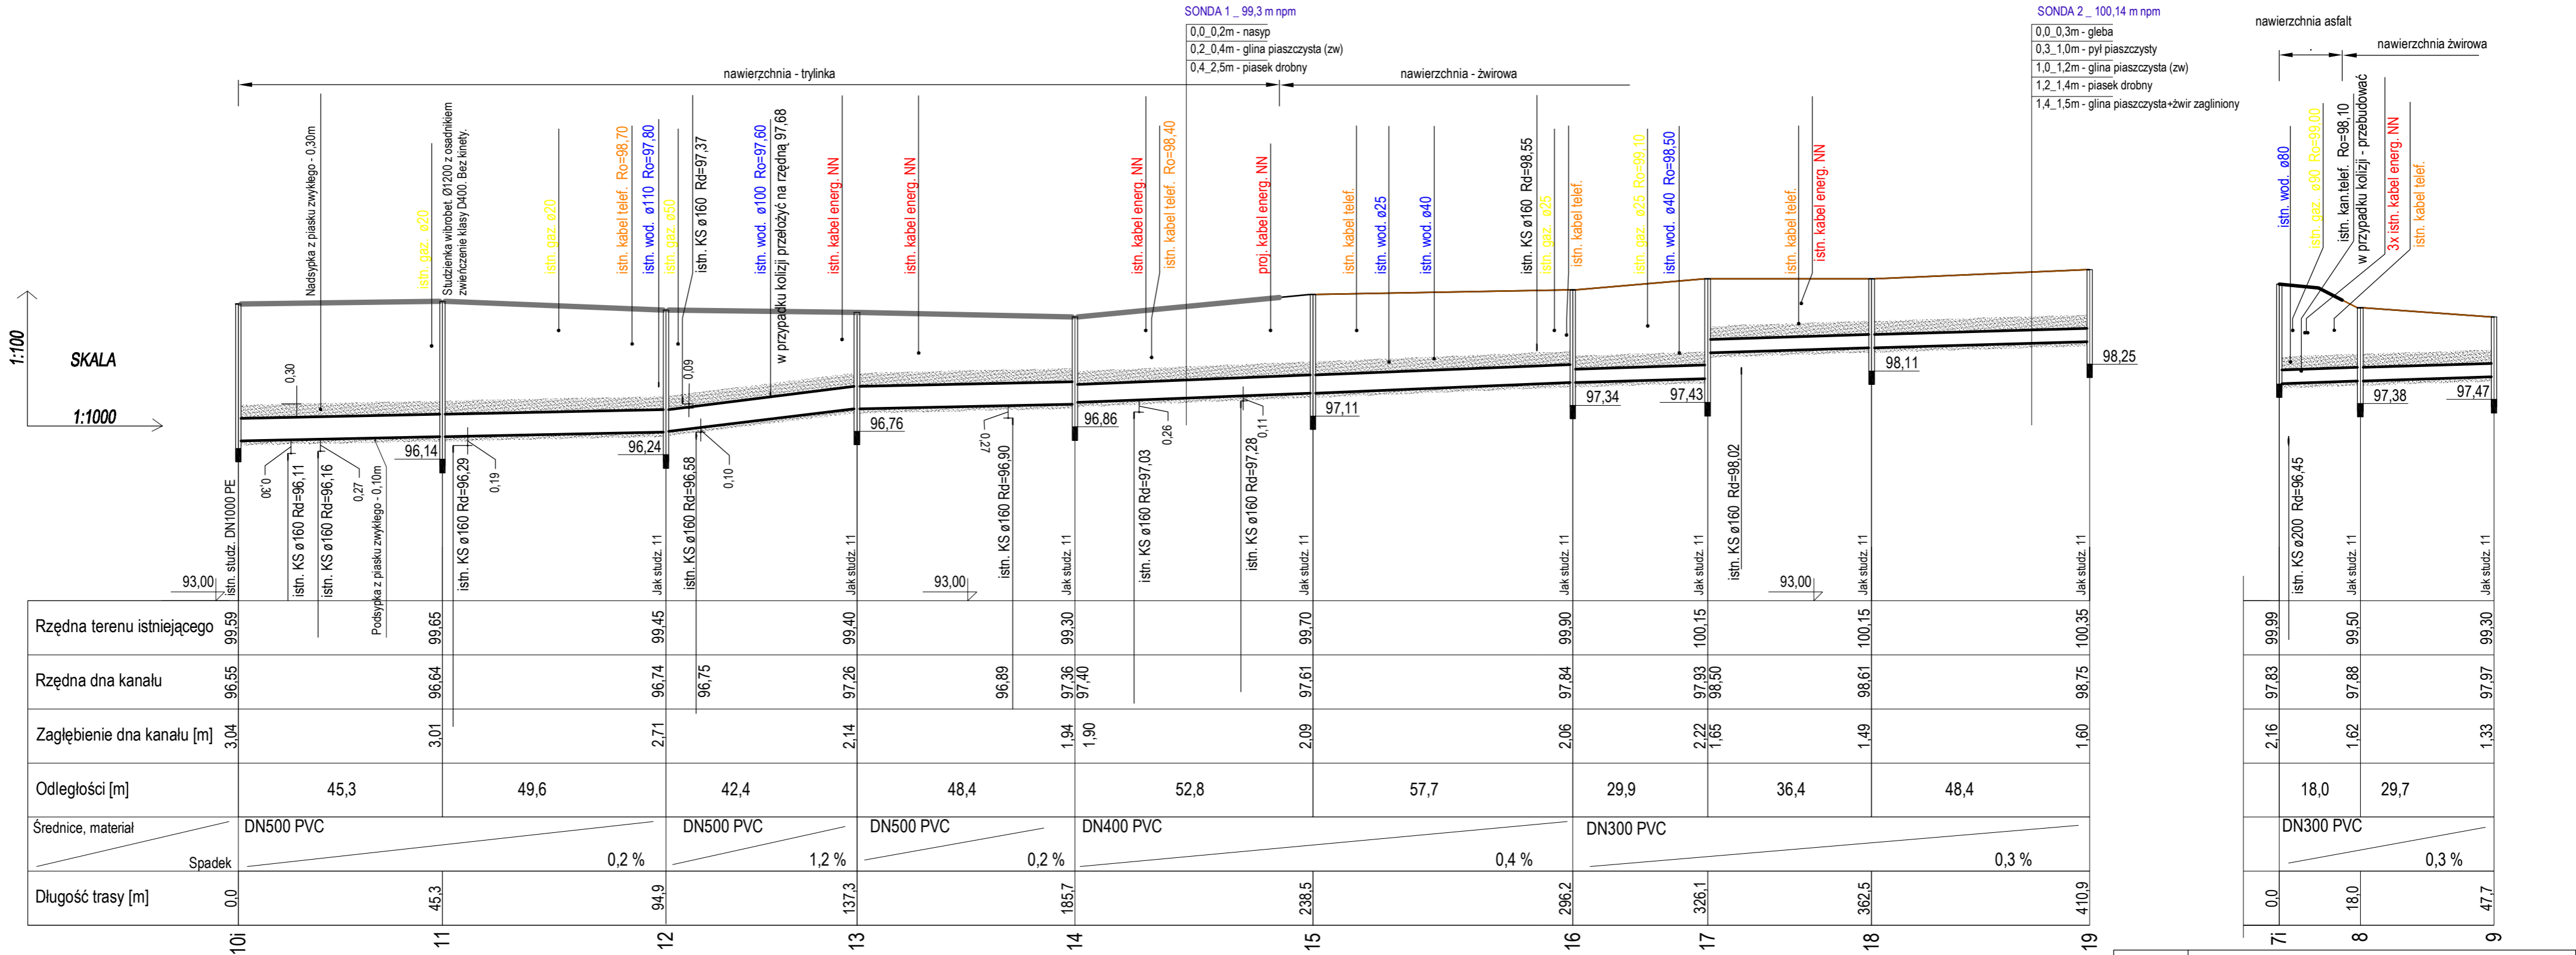 SONDA 1 _ 99,3 m npm
0,0_0,2m - nasyp
0,2_0,4m - glina piaszczysta (zw)
0,4_2,5m - piasek drobny
SONDA 2 _ 100,14 m npm
0,0_0,3m - gleba
0,3_1,0m - pył piaszczysty
1,0_1,2m - glina piaszczysta (zw)
1,2_1,4m - piasek drobny
1,4_1,5m - glina piaszczysta+żwir zagliniony
nawierzchnia asfalt
nawierzchnia żwirowa
nawierzchnia - trylinka
nawierzchnia - żwirowa
Nadsypka z piasku zwykłego - 0,30m
istn. gaz. ø20
Studzienka wibrobet. Ø1200 z osadnikiem
zwieńczenie klasy D400. Bez kinety.
istn. gaz. ø20
istn. kabel telef. Ro=98,70
istn. wod. ø110 Ro=97,80
istn. gaz. ø50
istn. KS ø160 Rd=97,37
istn. wod. ø100 Ro=97,60
w przypadku kolizji przełożyć na rzędną 97,68
istn. kabel energ. NN
istn. kabel energ. NN
istn. kabel energ. NN
istn. kabel telef. Ro=98,40
proj. kabel energ. NN
istn. kabel telef.
istn. wod. ø25
istn. wod. ø40
istn. KS ø160 Rd=98,55
istn. gaz. ø25
istn. kabel telef.
istn. gaz. ø25 Ro=99,10
istn. wod. ø40 Ro=98,50
istn. kabel telef.
istn. kabel energ. NN
istn. wod. ø80
istn. gaz. ø90 Ro=99,00
istn. kan.telef. Ro=98,10
w przypadku kolizji - przebudować
3x istn. kabel energ. NN
istn. kabel telef.
1:100
SKALA
1:1000
0,30
0,09
96,14
96,24
96,76
96,86
97,11
97,34
97,43
98,11
98,25
97,38
97,47
0,30
0,27
0,19
0,10
0,27
0,26
0,11
istn. studz. DN1000 PE
istn. KS ø160 Rd=96,11
istn. KS ø160 Rd=96,16
Podsypka z piasku zwykłego - 0,10m
istn. KS ø160 Rd=96,29
Jak studz. 11
istn. KS ø160 Rd=96,58
Jak studz. 11
istn. KS ø160 Rd=96,90
Jak studz. 11
istn. KS ø160 Rd=97,03
istn. KS ø160 Rd=97,28
Jak studz. 11
Jak studz. 11
Jak studz. 11
istn. KS ø160 Rd=98,02
Jak studz. 11
Jak studz. 11
istn. KS ø200 Rd=96,45
Jak studz. 11
Jak studz. 11
93,00
93,00
93,00
Rzędna terenu istniejącego 99,59 99,65 99,45 99,40 99,30 99,70 99,90 100,15 100,15 100,35 99,99 99,50 99,30
Rzędna dna kanału 96,55 96,64 96,74 96,75 97,26 96,89 97,36 97,40 97,61 97,84 97,93 98,50 98,61 98,75 97,83 97,88 97,97
Zagłębienie dna kanału [m] 3,04 3,01 2,71 2,14 1,94 1,90 2,09 2,06 2,22 1,65 1,49 1,60 2,16 1,62 1,33
Odległości [m] 45,3 49,6 42,4 48,4 52,8 57,7 29,9 36,4 48,4 18,0 29,7
Średnice, materiał DN500 PVC DN500 PVC DN500 PVC DN400 PVC DN300 PVC DN300 PVC
Spadek 0,2 % 1,2 % 0,2 % 0,4 % 0,3 % 0,3 %
Długość trasy [m] 0,0 45,3 94,9 137,3 185,7 238,5 296,2 326,1 362,5 410,9 0,0 18,0 47,7
10i 11 12 13 14 15 16 17 18 19 7i 8 9